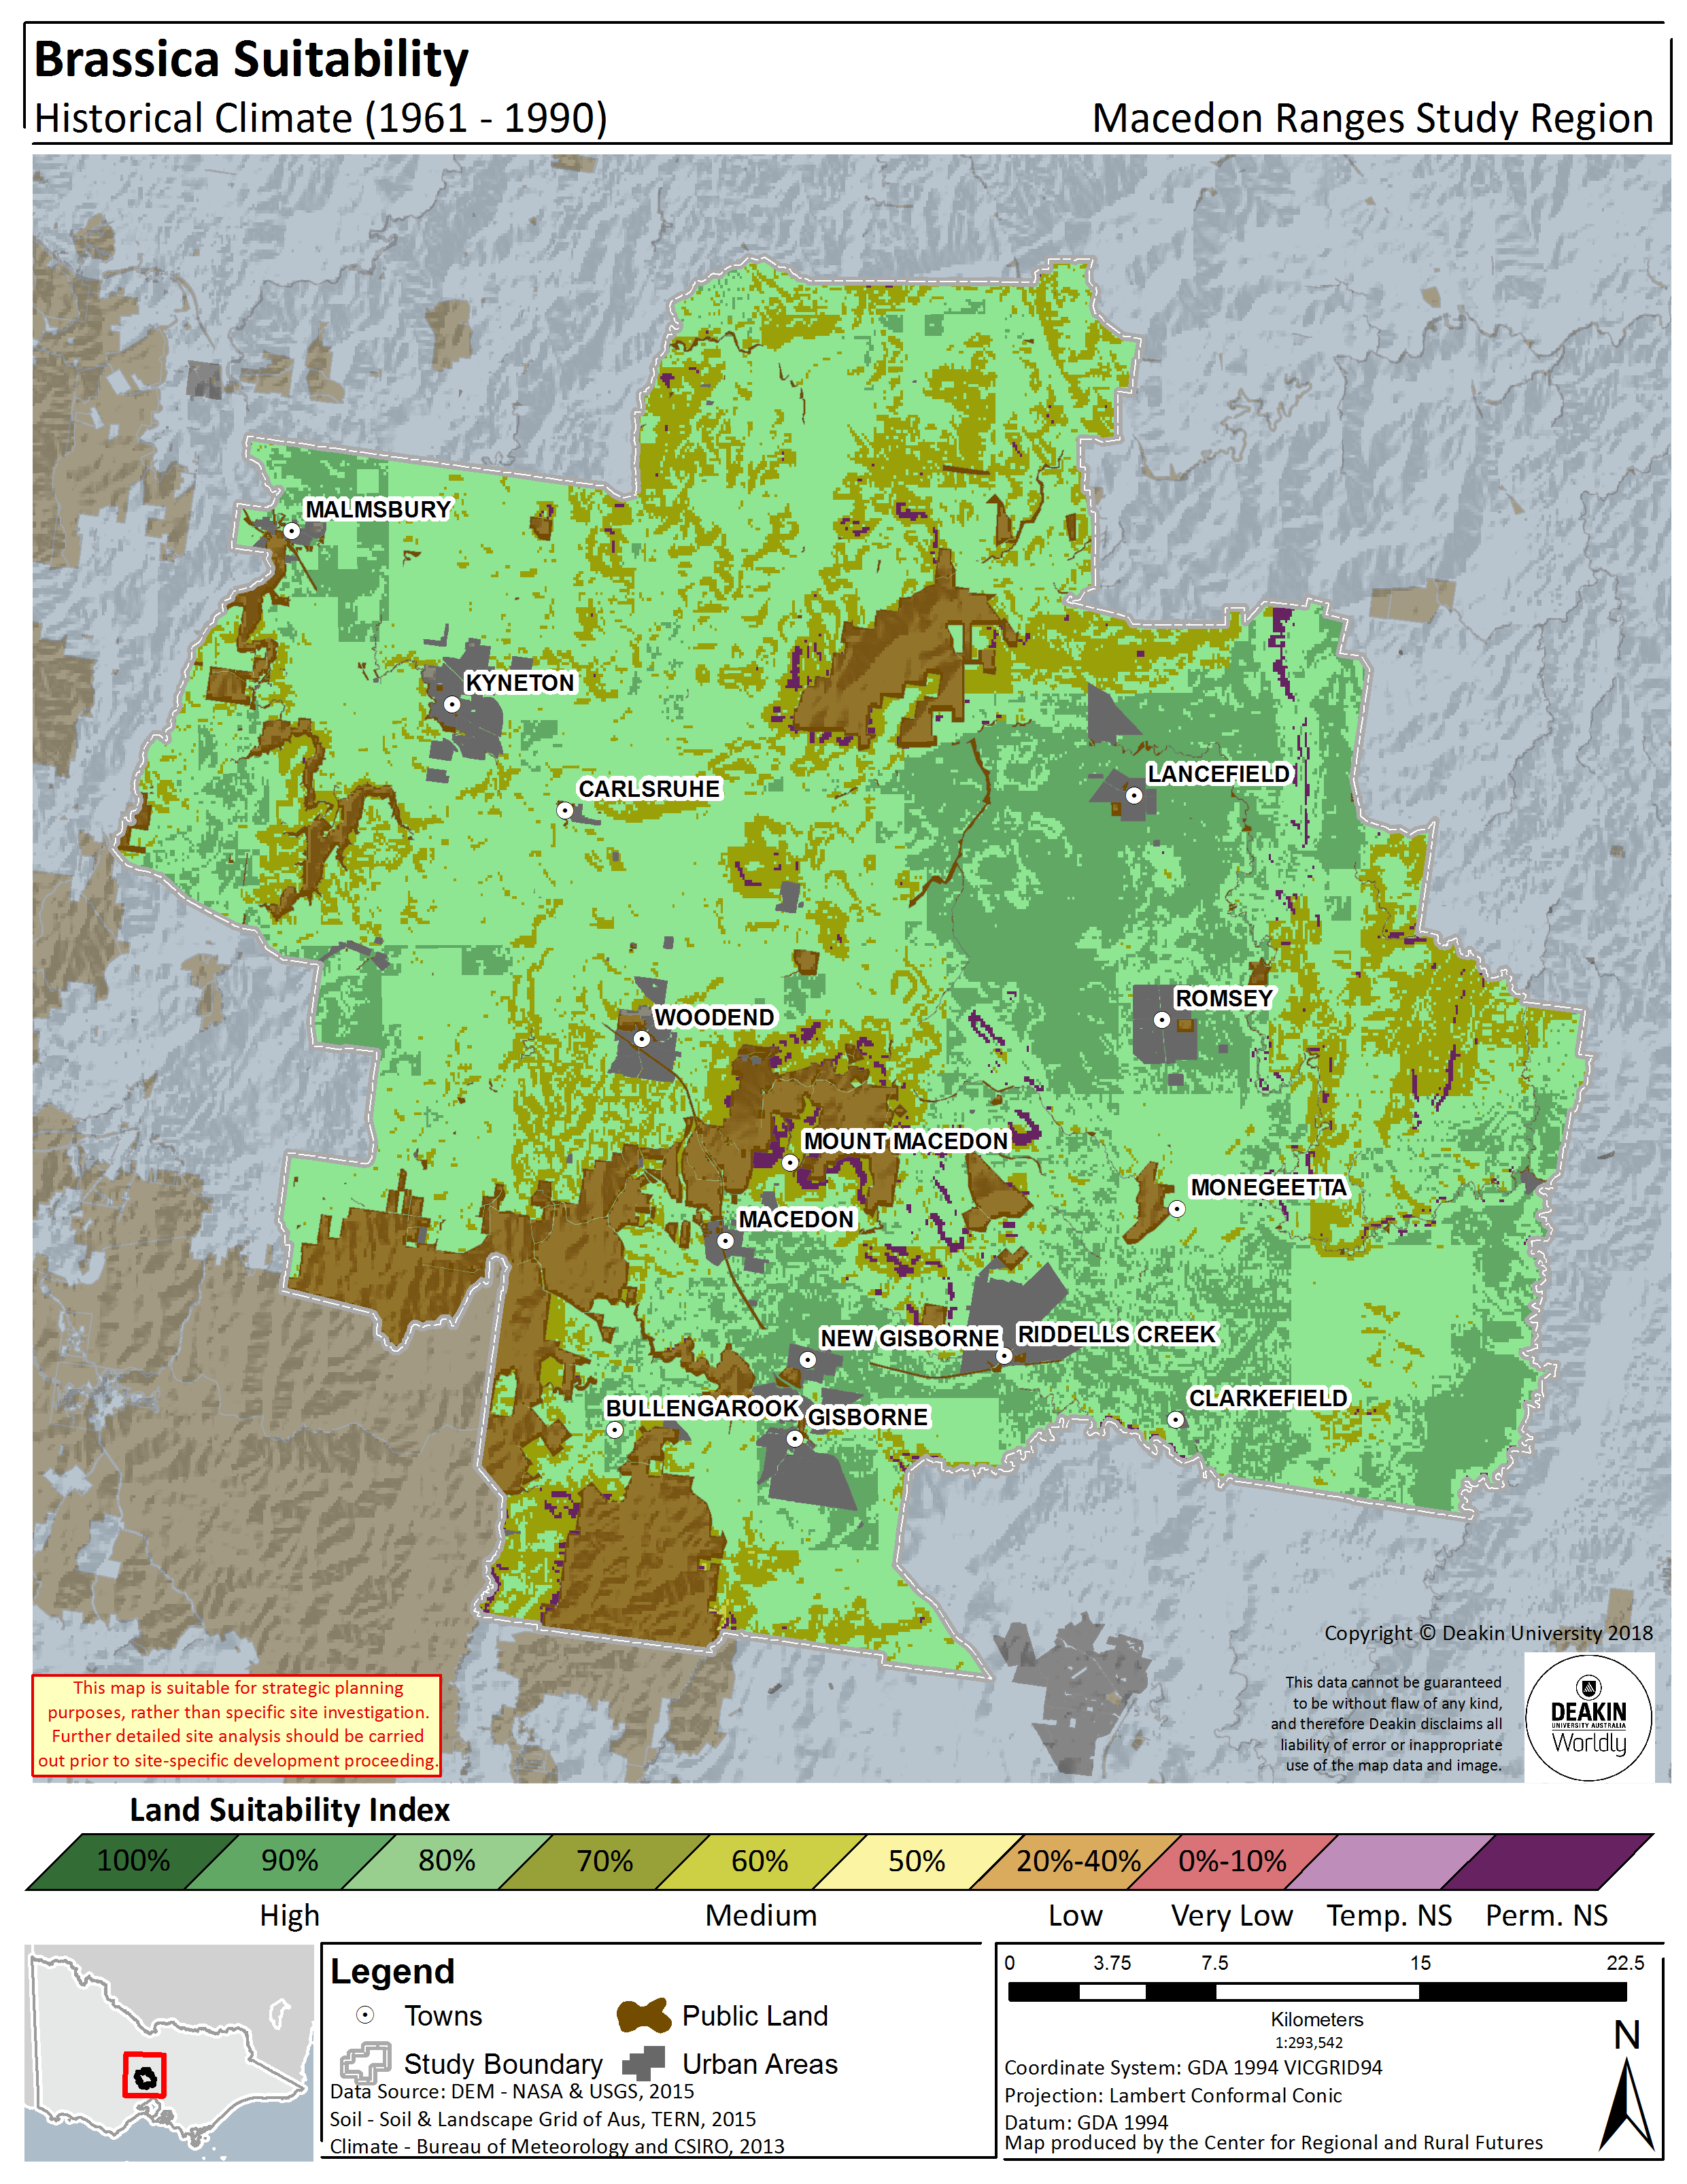 Brassica Suitability
Historical Climate (1961 - 1990)
Macedon Ranges Study Region
MALMSBURY
KYNETON
CARLSRUHE
LANCEFIELD
ROMSEY
WOODEND
MOUNT MACEDON
MONEGEETTA
MACEDON
NEW GISBORNE
RIDDELLS CREEK
BULLENGAROOK
GISBORNE
CLARKEFIELD
Copyright © Deakin University 2018
This data cannot be guaranteed
to be without flaw of any kind,
and therefore Deakin disclaims all
liability of error or inappropriate
use of the map data and image.
DEAKIN
UNIVERSITY AUSTRALIA
Worldly
This map is suitable for strategic planning
purposes, rather than specific site investigation.
Further detailed site analysis should be carried
out prior to site-specific development proceeding.
Land Suitability Index
100% 90% 80% 70% 60% 50% 20%-40% 0%-10%
High Medium Low Very Low Temp. NS Perm. NS
Legend
Towns
Public Land
Study Boundary
Urban Areas
Data Source: DEM - NASA & USGS, 2015
Soil - Soil & Landscape Grid of Aus, TERN, 2015
Climate - Bureau of Meteorology and CSIRO, 2013
0 3.75 7.5 15 22.5
Kilometers
1:293,542
Coordinate System: GDA 1994 VICGRID94
Projection: Lambert Conformal Conic
Datum: GDA 1994
Map produced by the Center for Regional and Rural Futures
N